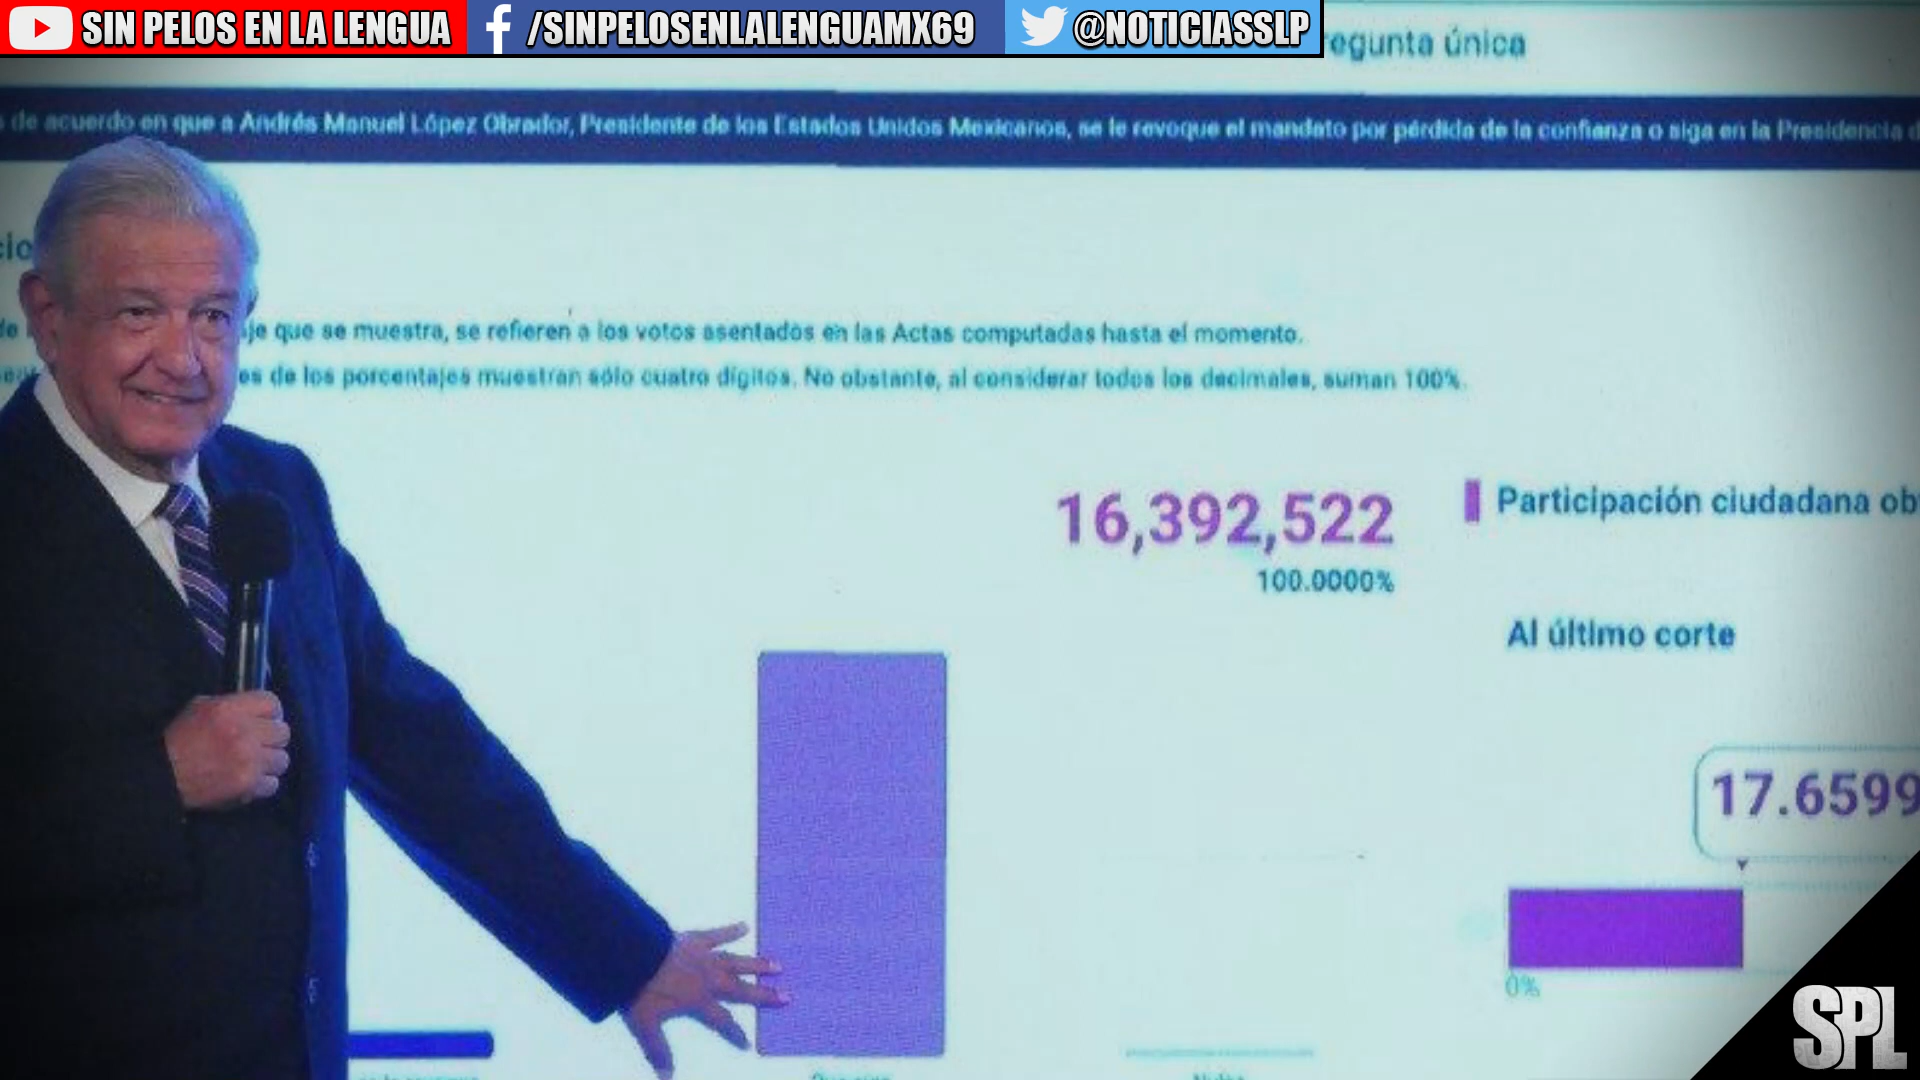 SIN PELOS EN LA LENGUA
/SINPELOSENLALENGUAMX69
@NOTICIASSLP
egunta única
de acuerdo en que a Andrés Manuel López Obrador, Presidente de los Estados Unidos Mexicanos, se le revoque el mandato por pérdida de la confianza o siga en la Presidencia d
je que se muestra, se refieren a los votos asentados en las Actas computadas hasta el momento.
es de los porcentajes muestran sólo cuatro dígitos. No obstante, al considerar todos los decimales, suman 100%.
16,392,522
100.0000%
Participación ciudadana ob
Al último corte
17.6599
0%
SPL